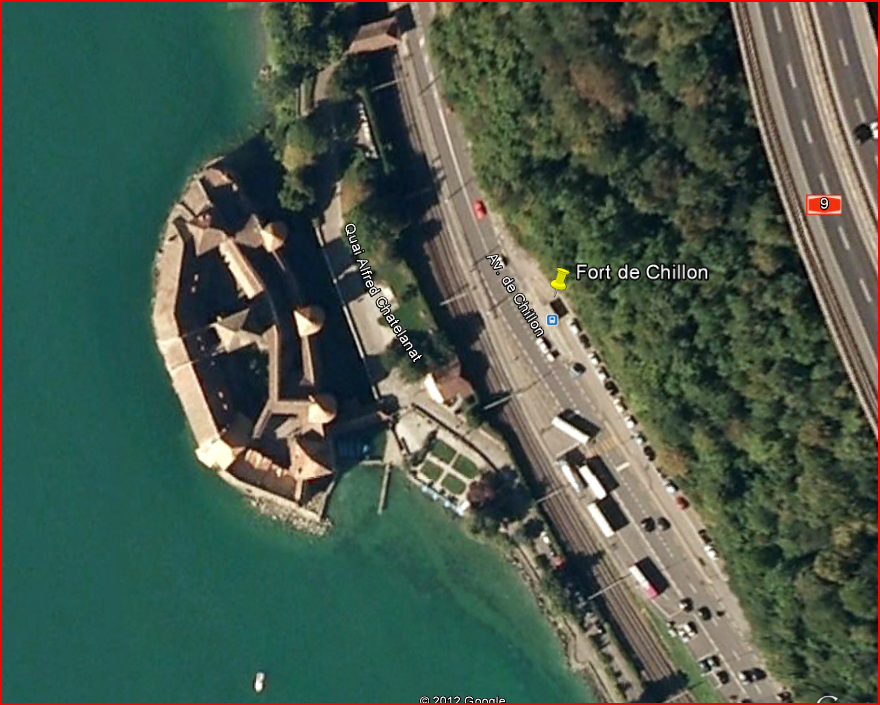 9
Quai Alfred Chatelanat
Av. de Chillon
Fort de Chillon
© 2012 Google